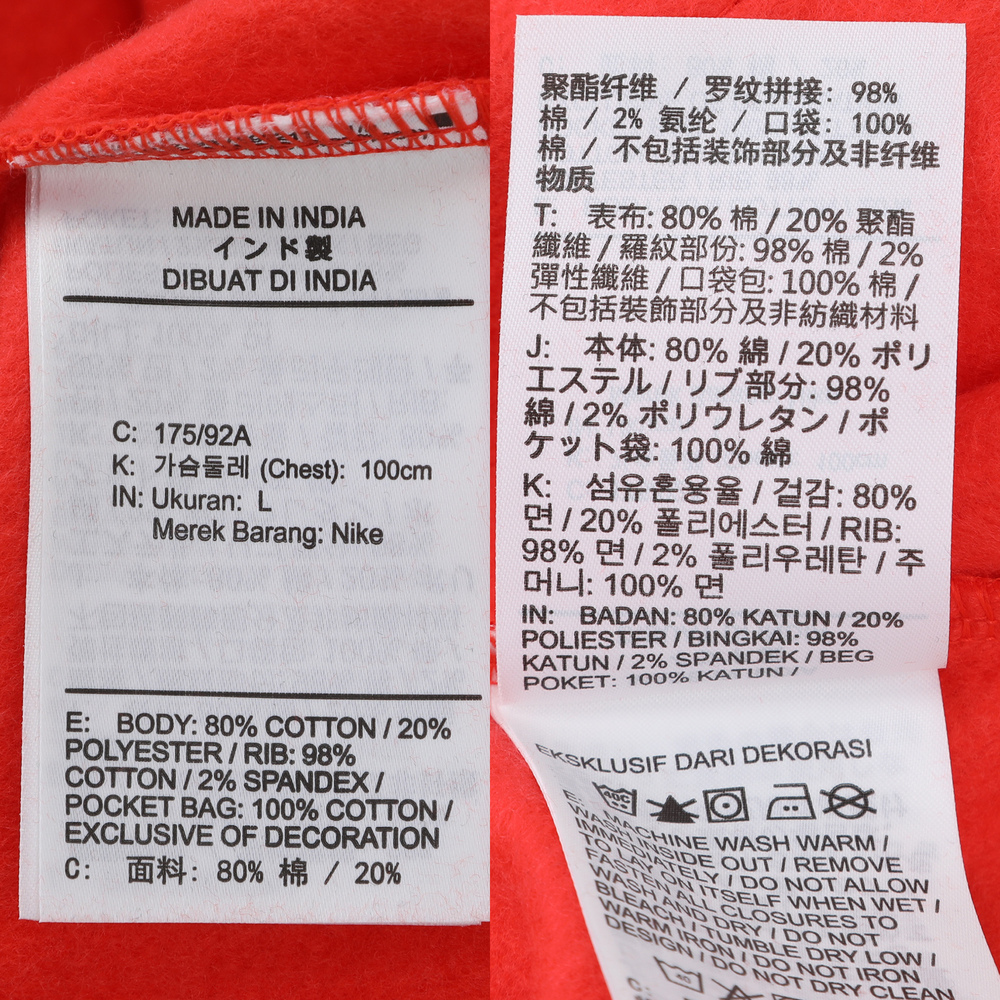 MADE IN INDIA
インド製
DIBUAT DI INDIA
C: 175/92A
K: 가슴둘레 (Chest): 100cm
IN: Ukuran: L
Merek Barang: Nike
E: BODY: 80% COTTON / 20%
POLYESTER / RIB: 98%
COTTON / 2% SPANDEX /
POCKET BAG: 100% COTTON /
EXCLUSIVE OF DECORATION
C: 面料: 80% 棉 / 20%
聚酯纤维 / 罗纹拼接: 98%
棉 / 2% 氨纶 / 口袋: 100%
棉 / 不包括装饰部分及非纤维
物质
T: 表布: 80% 棉 / 20% 聚酯
纖維 / 羅紋部份: 98% 棉 / 2%
彈性纖維 / 口袋包: 100% 棉 /
不包括裝飾部分及非紡織材料
J: 本体: 80% 綿 / 20% ポリ
エステル / リブ部分: 98%
綿 / 2% ポリウレタン / ポ
ケット袋: 100% 綿
K: 섬유혼용율 / 겉감: 80%
면 / 20% 폴리에스터 / RIB:
98% 면 / 2% 폴리우레탄 / 주
머니: 100% 면
IN: BADAN: 80% KATUN / 20%
POLIESTER / BINGKAI: 98%
KATUN / 2% SPANDEX / BEG
POKET: 100% KATUN /
EKSKLUSIF DARI DEKORASI
E: MACHINE WASH WARM /
WASH INSIDE OUT / REMOVE
IMMEDIATELY / DO NOT ALLOW
TO LAY ON ITSELF WHEN WET /
FASTEN ALL CLOSURES TO
WASH AND DRY / DO NOT
BLEACH / TUMBLE DRY LOW /
WARM IRON / DO NOT IRON
DESIGN / DO NOT DRY CLEAN
C: